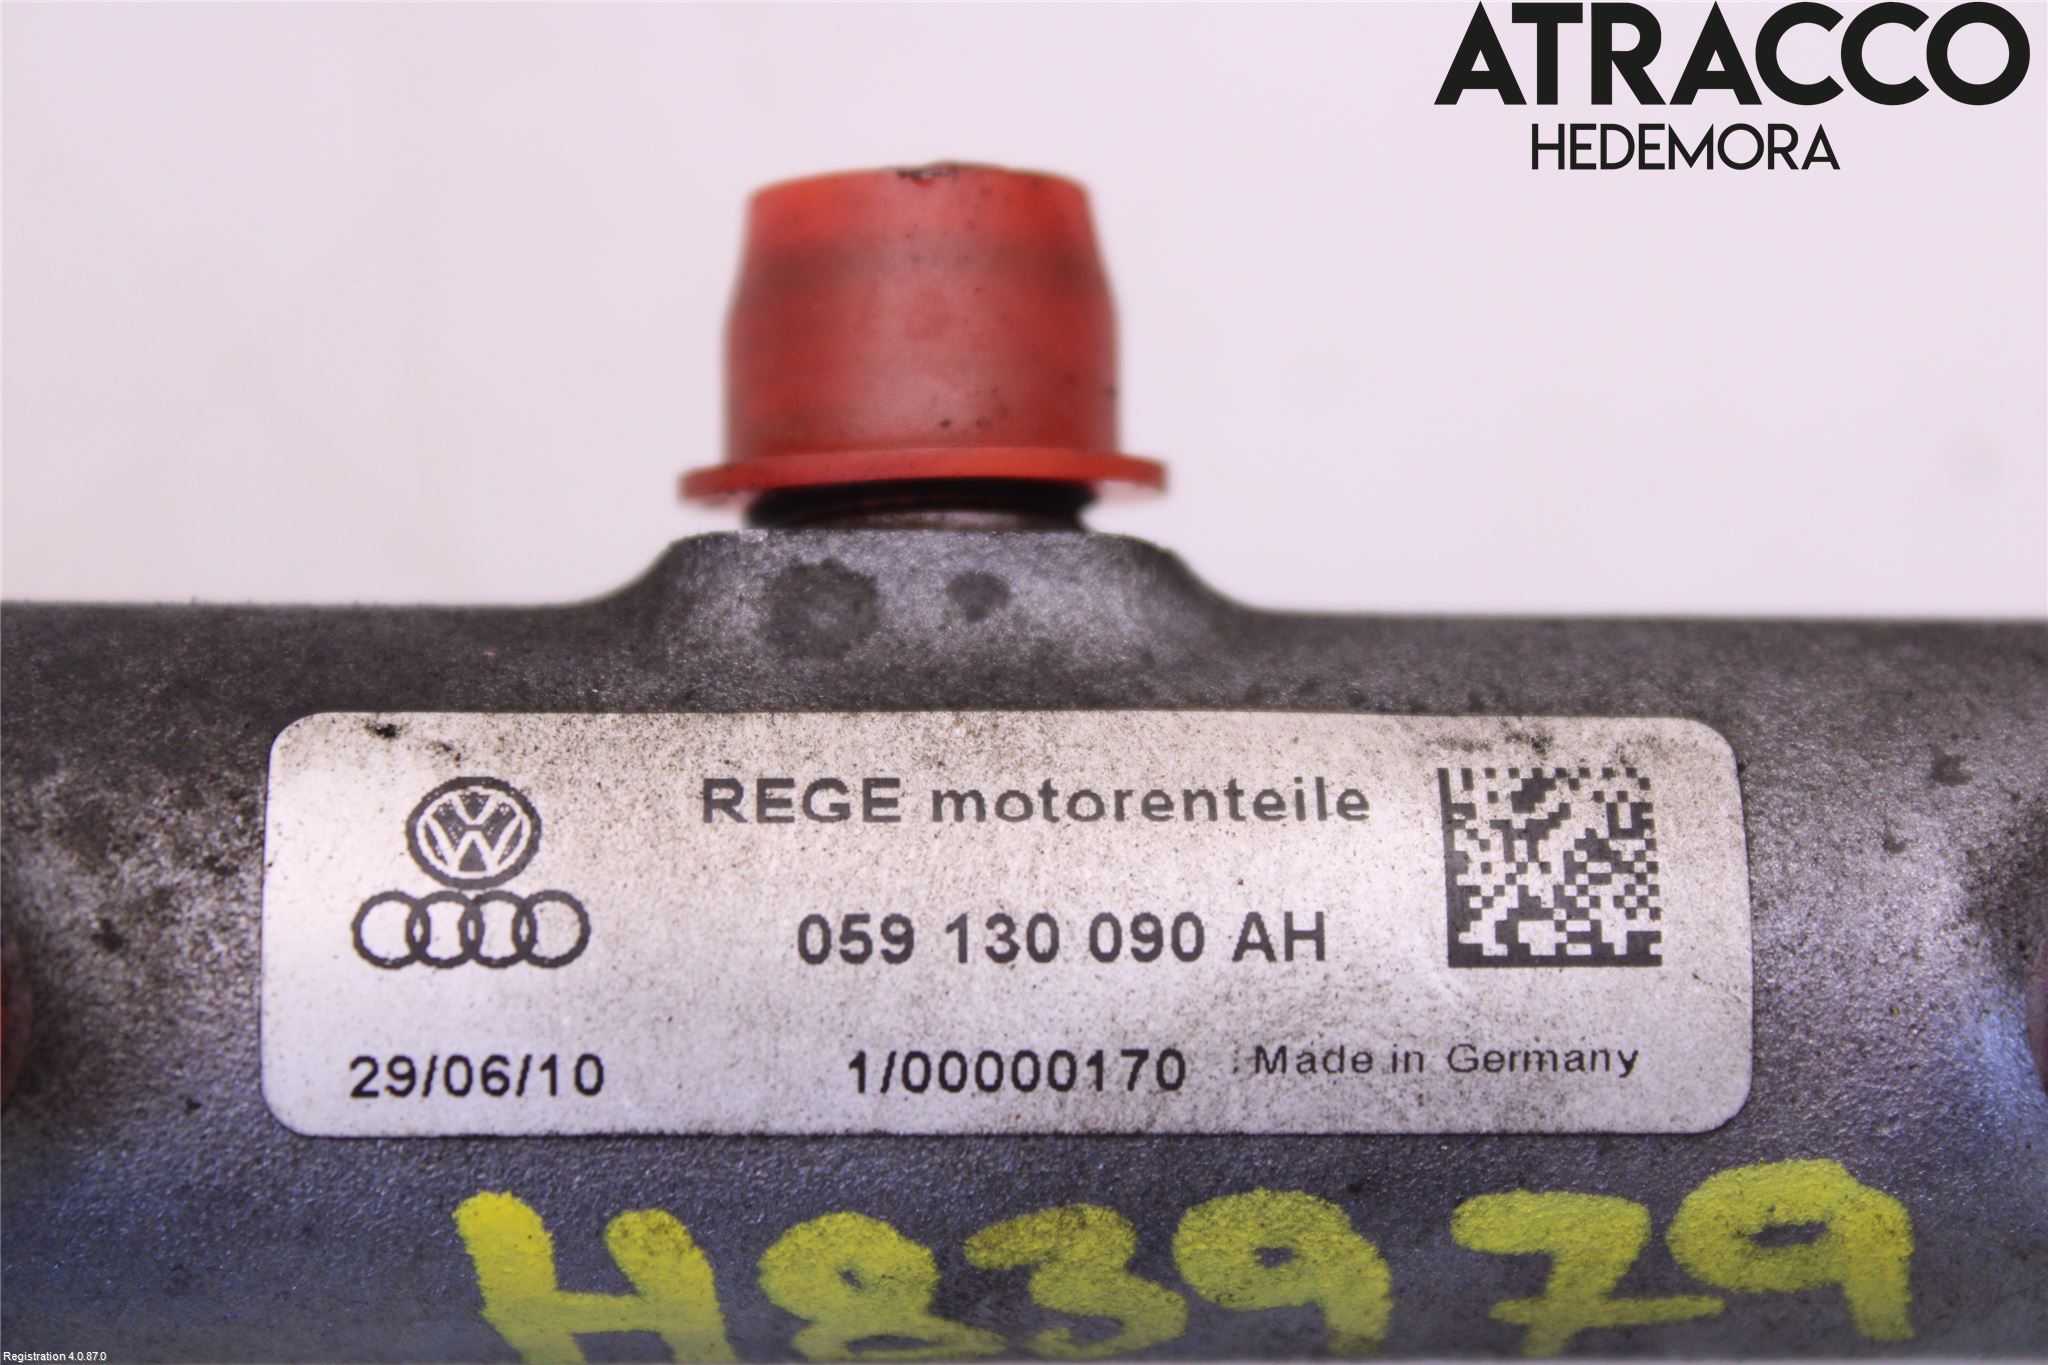 ATRACCO
HEDEMORA
REGE motorenteile
059 130 090 AH
29/06/10 1/00000170 Made in Germany
H83979
Registration 4.0.87.0